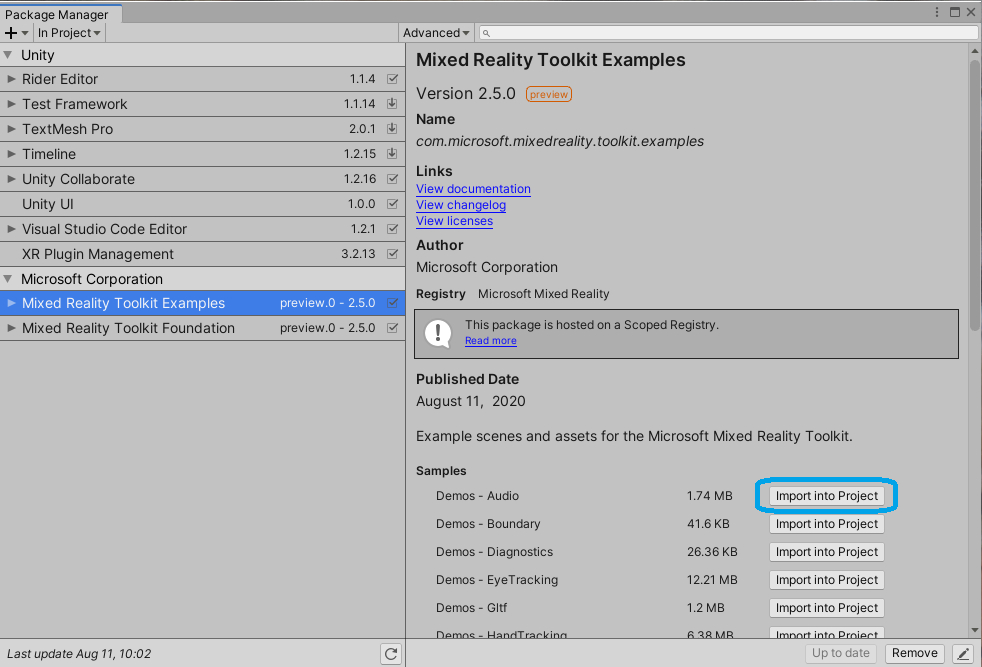 Package Manager
In Project
Advanced
Unity
Rider Editor 1.1.4
Test Framework 1.1.14
TextMesh Pro 2.0.1
Timeline 1.2.15
Unity Collaborate 1.2.16
Unity UI 1.0.0
Visual Studio Code Editor 1.2.1
XR Plugin Management 3.2.13
Microsoft Corporation
Mixed Reality Toolkit Examples preview.0 - 2.5.0
Mixed Reality Toolkit Foundation preview.0 - 2.5.0
Last update Aug 11, 10:02
Mixed Reality Toolkit Examples
Version 2.5.0 preview
Name
com.microsoft.mixedreality.toolkit.examples
Links
View documentation
View changelog
View licenses
Author
Microsoft Corporation
Registry Microsoft Mixed Reality
This package is hosted on a Scoped Registry.
Read more
Published Date
August 11, 2020
Example scenes and assets for the Microsoft Mixed Reality Toolkit.
Samples
Demos - Audio 1.74 MB Import into Project
Demos - Boundary 41.6 KB Import into Project
Demos - Diagnostics 26.36 KB Import into Project
Demos - EyeTracking 12.21 MB Import into Project
Demos - Gltf 1.2 MB Import into Project
Demos - HandTracking 6.38 MB Import into Project
Up to date Remove